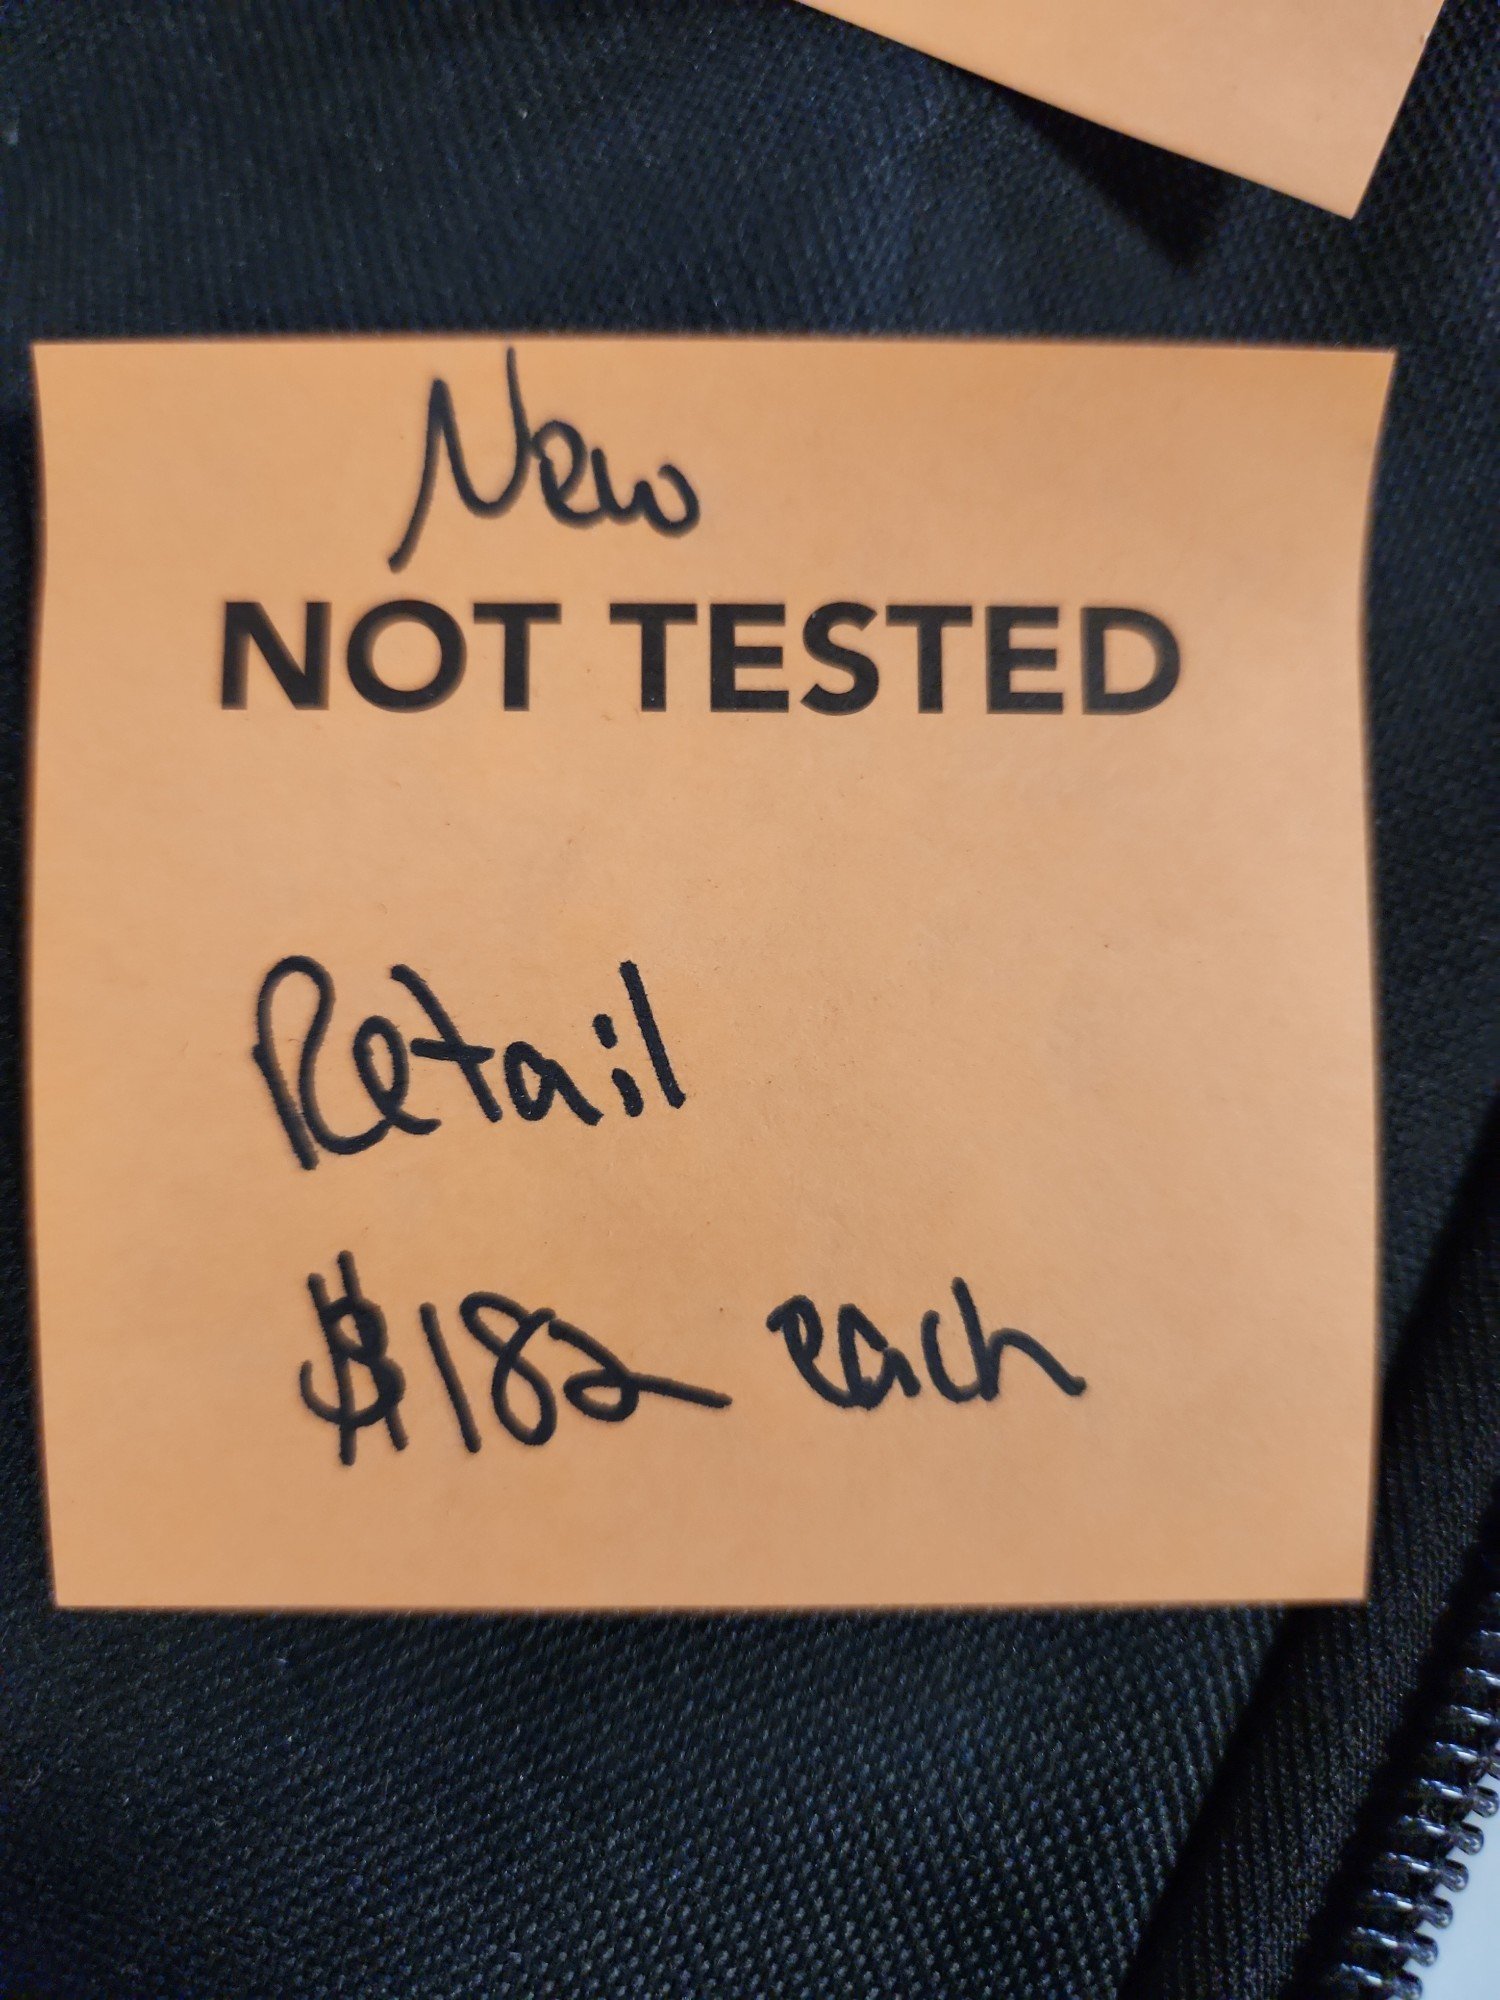 New
NOT TESTED
Retail
$182 each